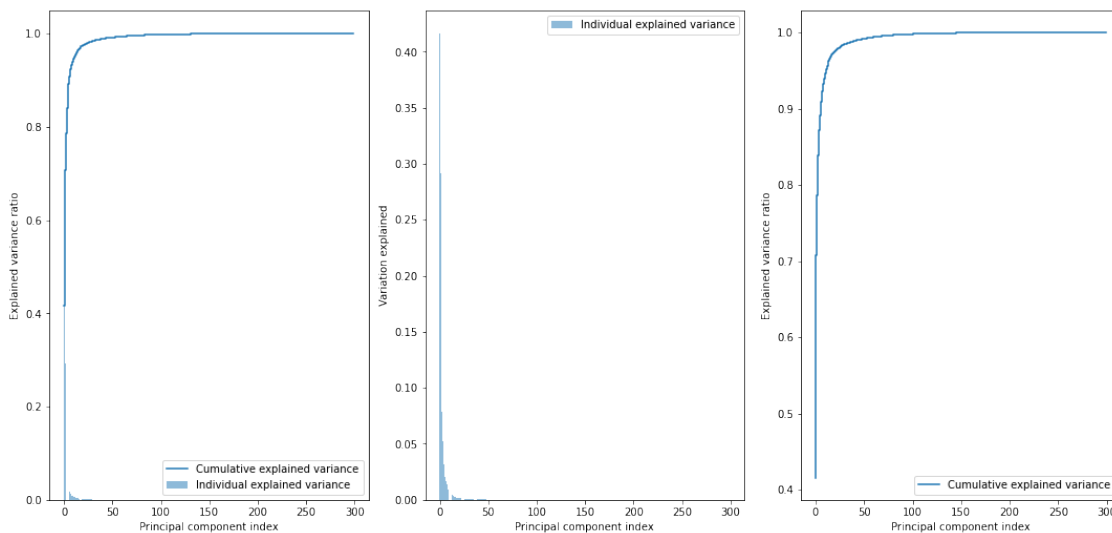 1.0
0.8
0.6
0.4
0.2
0.0
Explained variance ratio
Cumulative explained variance
Individual explained variance
0 50 100 150 200 250 300
Principal component index
Individual explained variance
0.40
0.35
0.30
0.25
0.20
0.15
0.10
0.05
0.00
Variation explained
0 50 100 150 200 250 300
Principal component index
1.0
0.9
0.8
0.7
0.6
0.5
0.4
Explained variance ratio
Cumulative explained variance
0 50 100 150 200 250 300
Principal component index